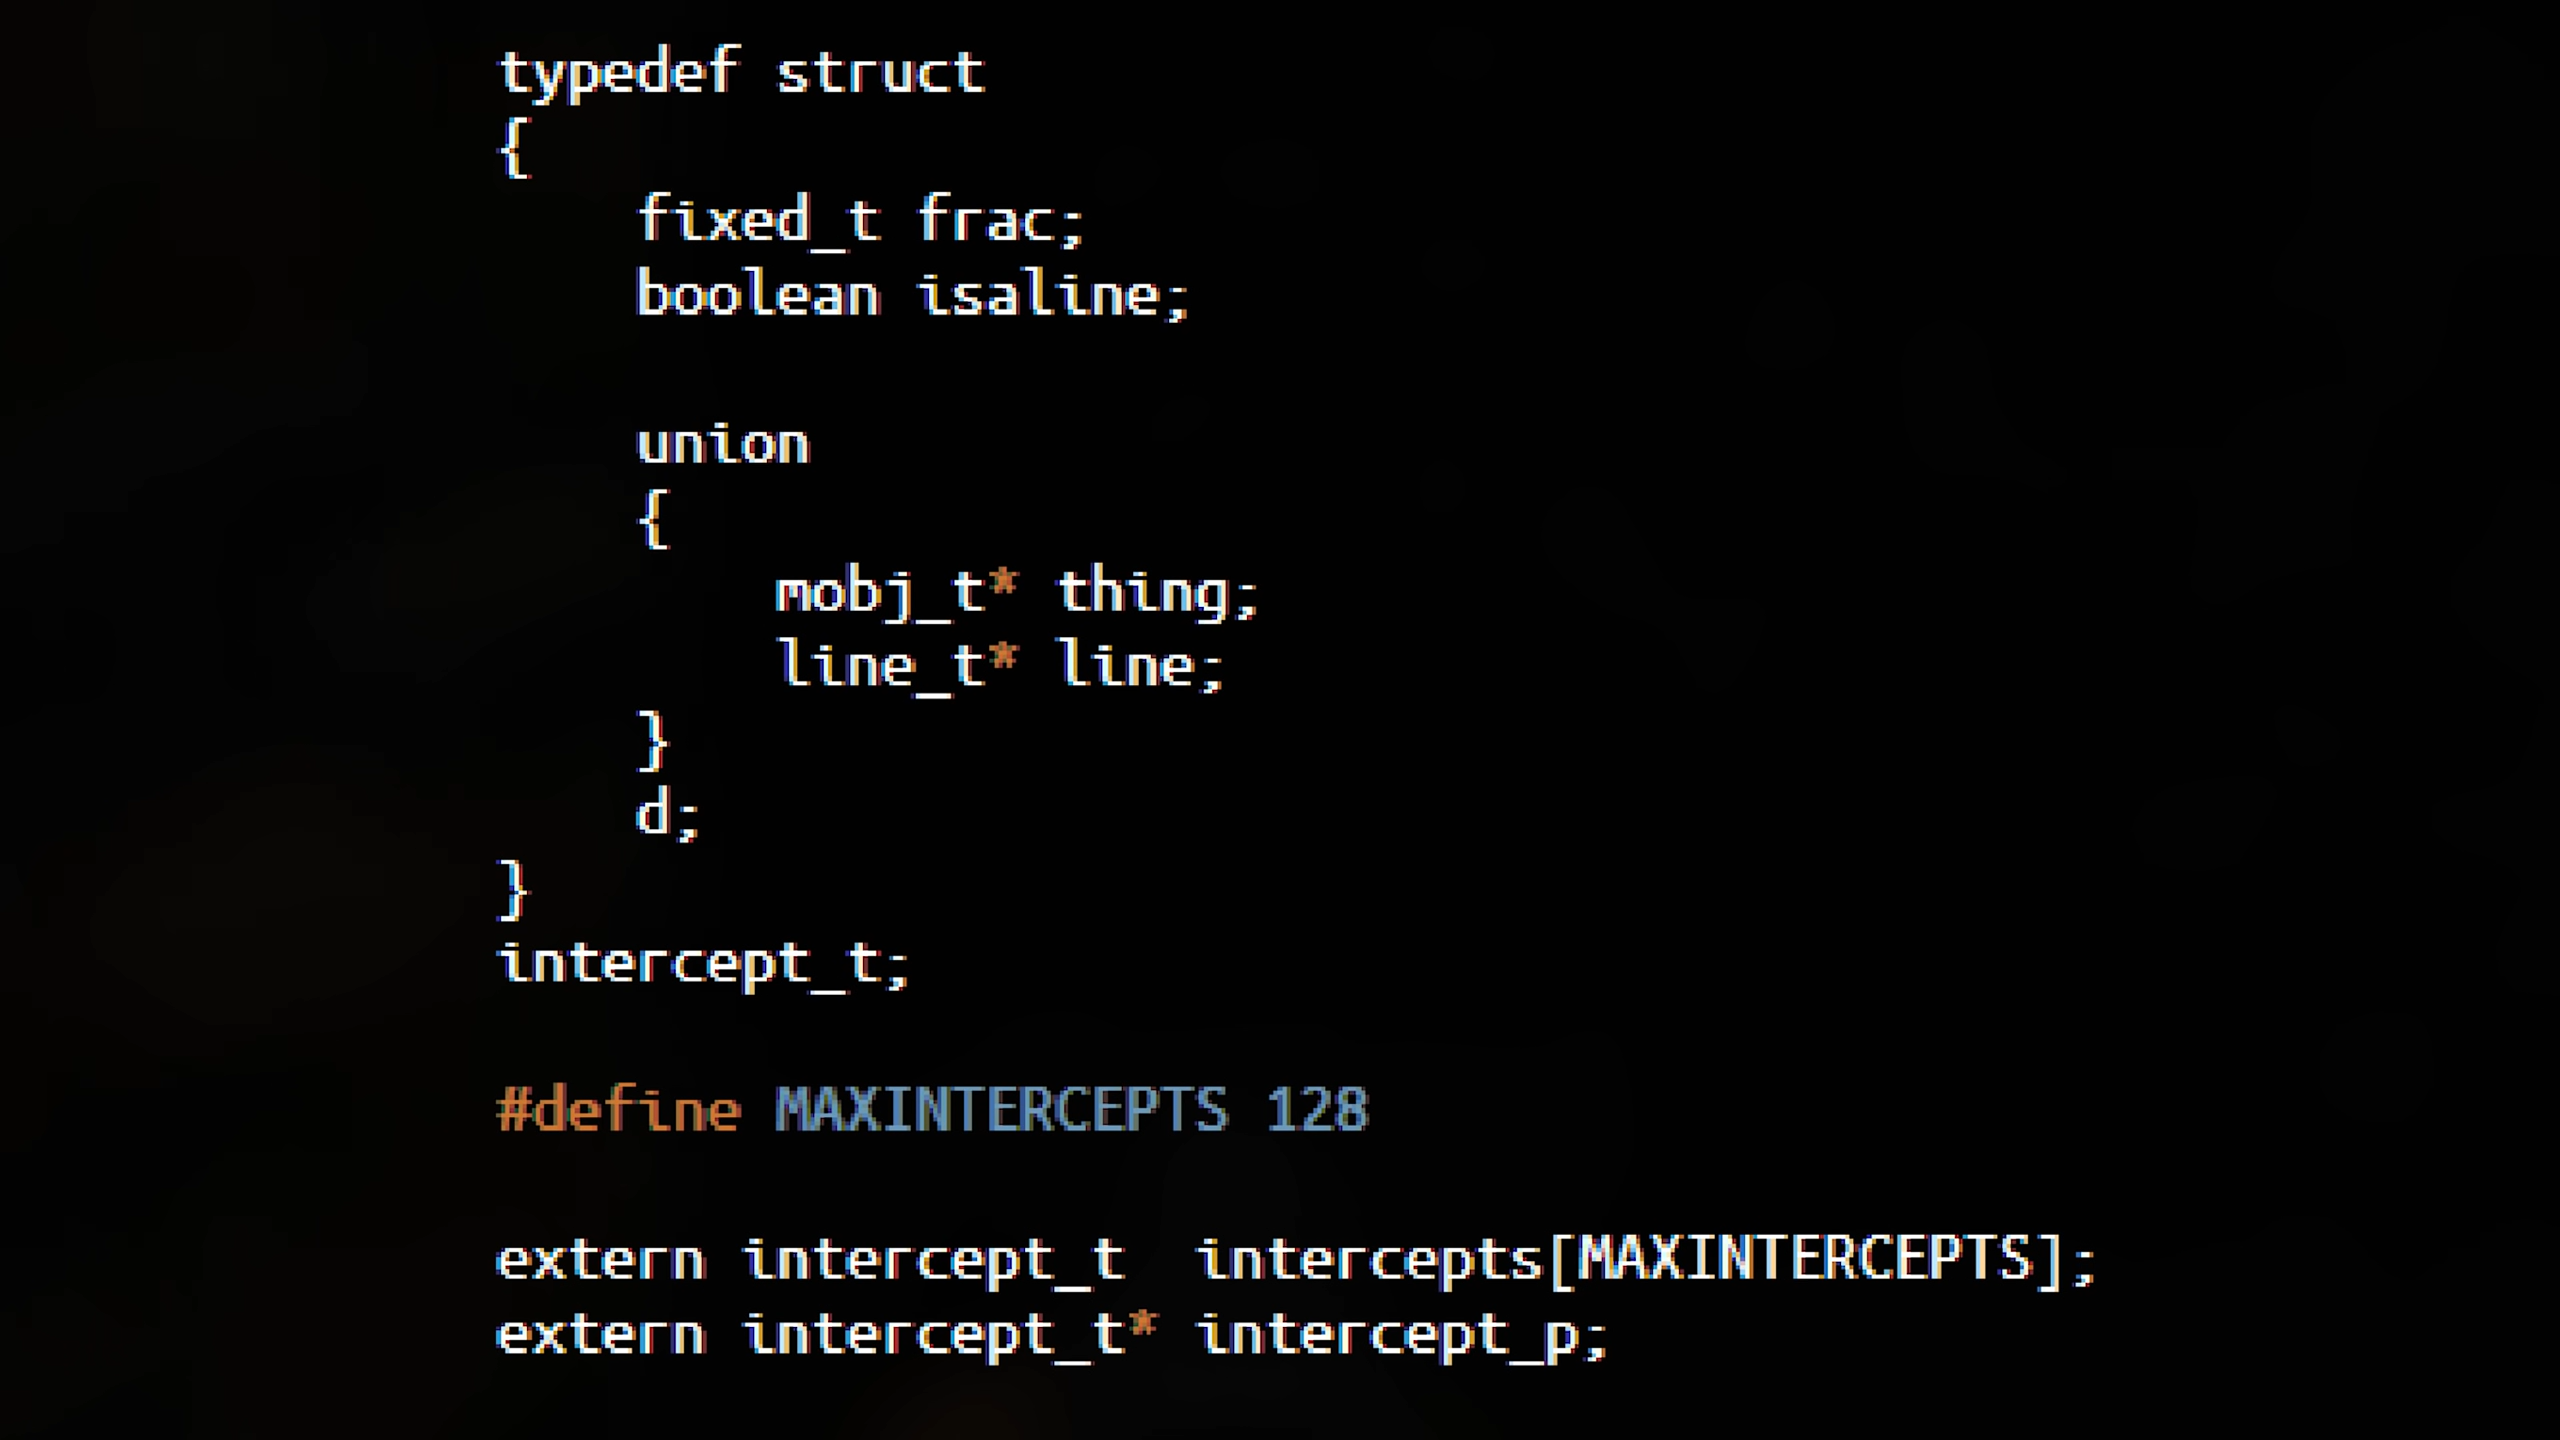 typedef struct
{
    fixed_t frac;
    boolean isaline;

    union
    {
        mobj_t* thing;
        line_t* line;
    }
    d;
}
intercept_t;

#define MAXINTERCEPTS 128

extern intercept_t  intercepts[MAXINTERCEPTS];
extern intercept_t* intercept_p;